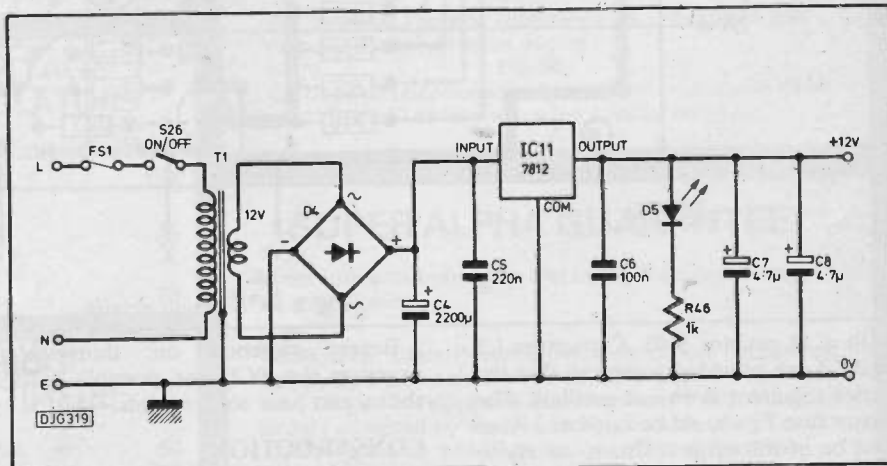 L
FS1
S26
ON/OFF
T1
12V
D4
~
~
-
+
+
C4
2200µ
INPUT
IC11
7812
OUTPUT
COM.
C5
220n
C6
100n
D5
R46
1k
+
C7
4·7µ
+
C8
4·7µ
+12V
0V
N
E
DJG319